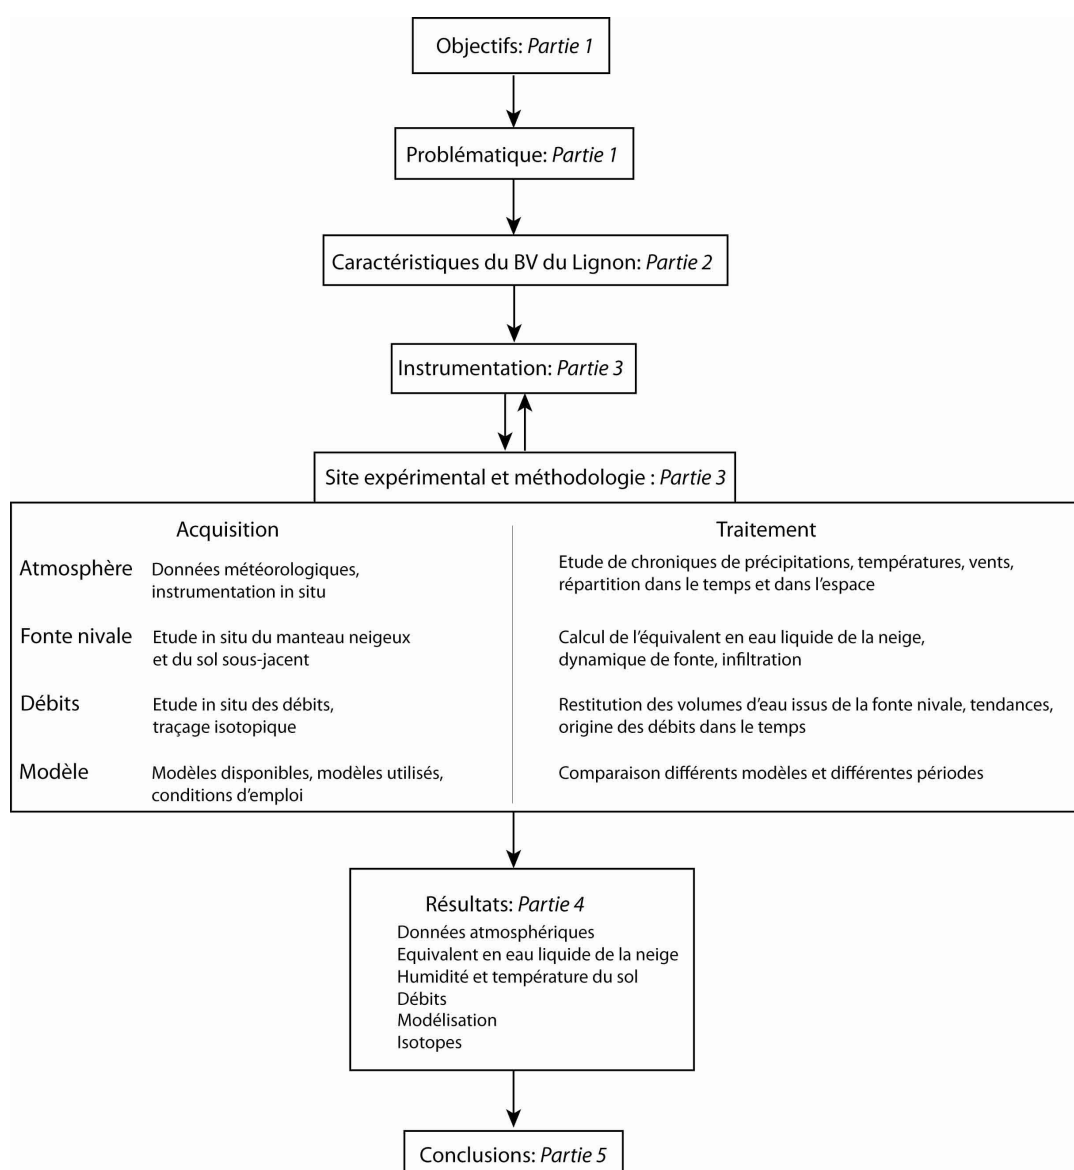 Objectifs: Partie 1
Problématique: Partie 1
Caractéristiques du BV du Lignon: Partie 2
Instrumentation: Partie 3
Site expérimental et méthodologie : Partie 3
Acquisition
Traitement
Atmosphère
Données météorologiques,
instrumentation in situ
Etude de chroniques de précipitations, températures, vents,
répartition dans le temps et dans l'espace
Fonte nivale
Etude in situ du manteau neigeux
et du sol sous-jacent
Calcul de l'équivalent en eau liquide de la neige,
dynamique de fonte, infiltration
Débits
Etude in situ des débits,
traçage isotopique
Restitution des volumes d'eau issus de la fonte nivale, tendances,
origine des débits dans le temps
Modèle
Modèles disponibles, modèles utilisés,
conditions d'emploi
Comparaison différents modèles et différentes périodes
Résultats: Partie 4
Données atmosphériques
Equivalent en eau liquide de la neige
Humidité et température du sol
Débits
Modélisation
Isotopes
Conclusions: Partie 5